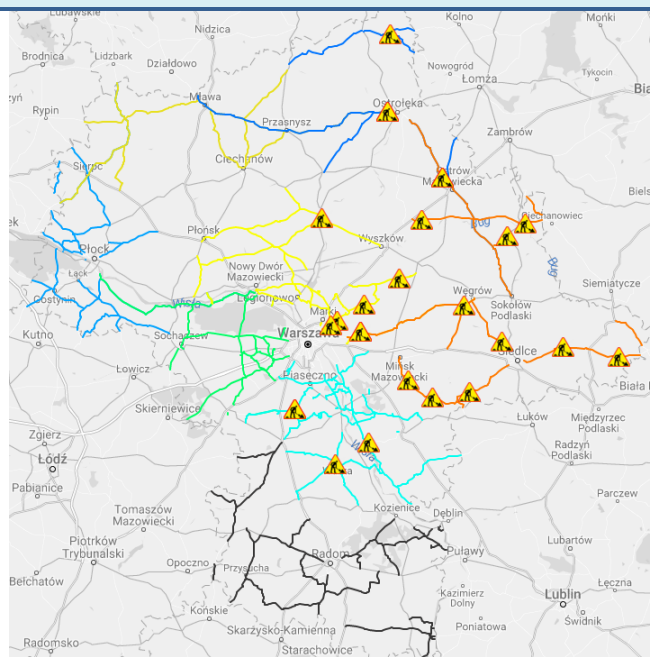 Lubawskie
Nidzica
Kolno
Mońki
Brodnica
Lidzbark
Działdowo
Nowogród
Łomża
Tykocin
Rypin
Mława
Ostrołęka
Przasnysz
Zambrów
Sierpc
Ciechanów
Mazowiecka
Ciechanowiec
Płońsk
Wyszków
Bug
Płock
Łąck
Nowy Dwór
Mazowiecki
Legionowo
Węgrów
Siemiatycze
Gostynin
Wisła
Sokołów
Podlaski
Kutno
Sochaczew
Warszawa
Siedlce
Łowicz
Piaseczno
Mińsk
Mazowiecki
Biała
Skierniewice
Łuków
Międzyrzec
Podlaski
Zgierz
Radzyń
Podlaski
Łódź
Pabianice
Parczew
Tomaszów
Mazowiecki
Kozienice
Dęblin
Piotrków
Trybunalski
Lubartów
Opoczno
Przysucha
Radom
Puławy
Bełchatów
Łęczna
Kazimierz
Dolny
Lublin
Końskie
Poniatowa
Świdnik
Radomsko
Skarżysko-Kamienna
Starachowice